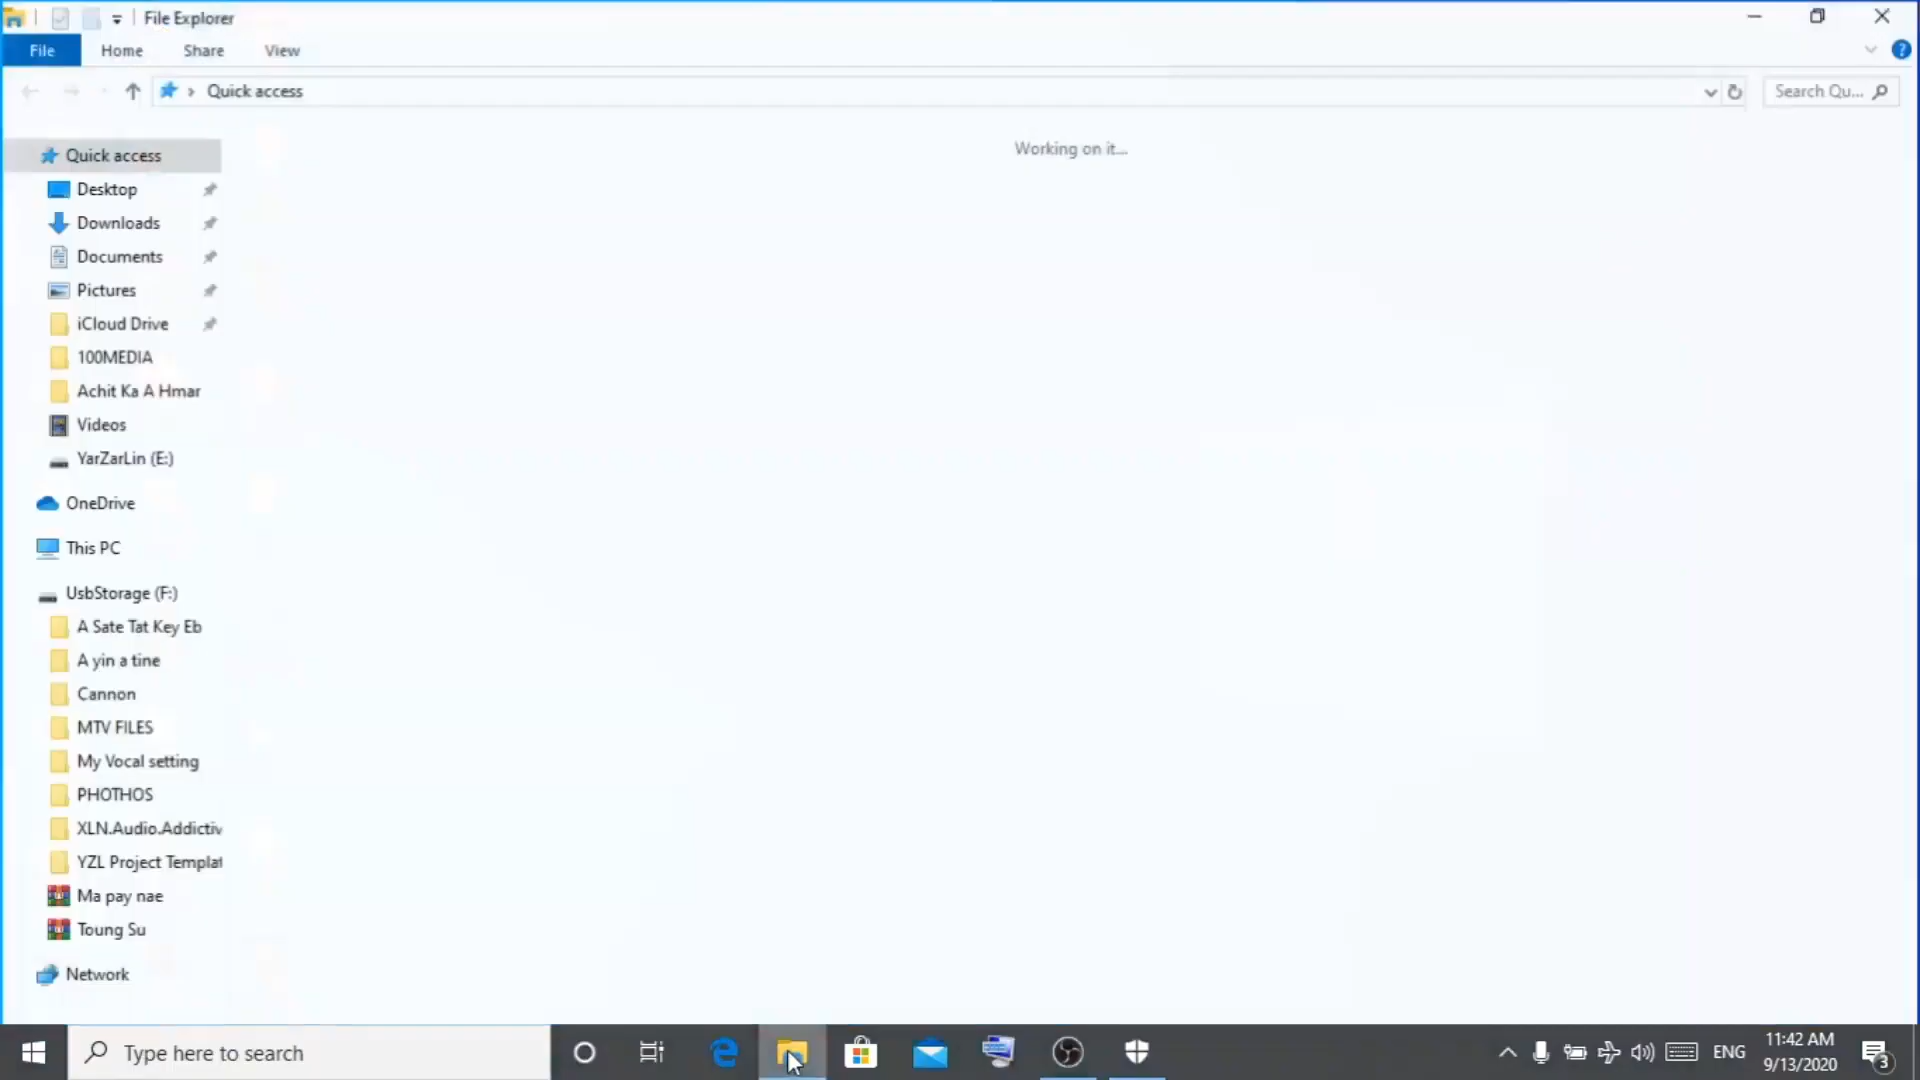 File Explorer
File Home Share View
Quick access
Search Qu...
Working on it...
Quick access
Desktop
Downloads
Documents
Pictures
iCloud Drive
100MEDIA
Achit Ka A Hmar
Videos
YarZarLin (E:)
OneDrive
This PC
UsbStorage (F:)
A Sate Tat Key Eb
A yin a tine
Cannon
MTV FILES
My Vocal setting
PHOTHOS
XLN.Audio.Addictiv
YZL Project Templat
Ma pay nae
Toung Su
Network
Type here to search
ENG
11:42 AM
9/13/2020
3